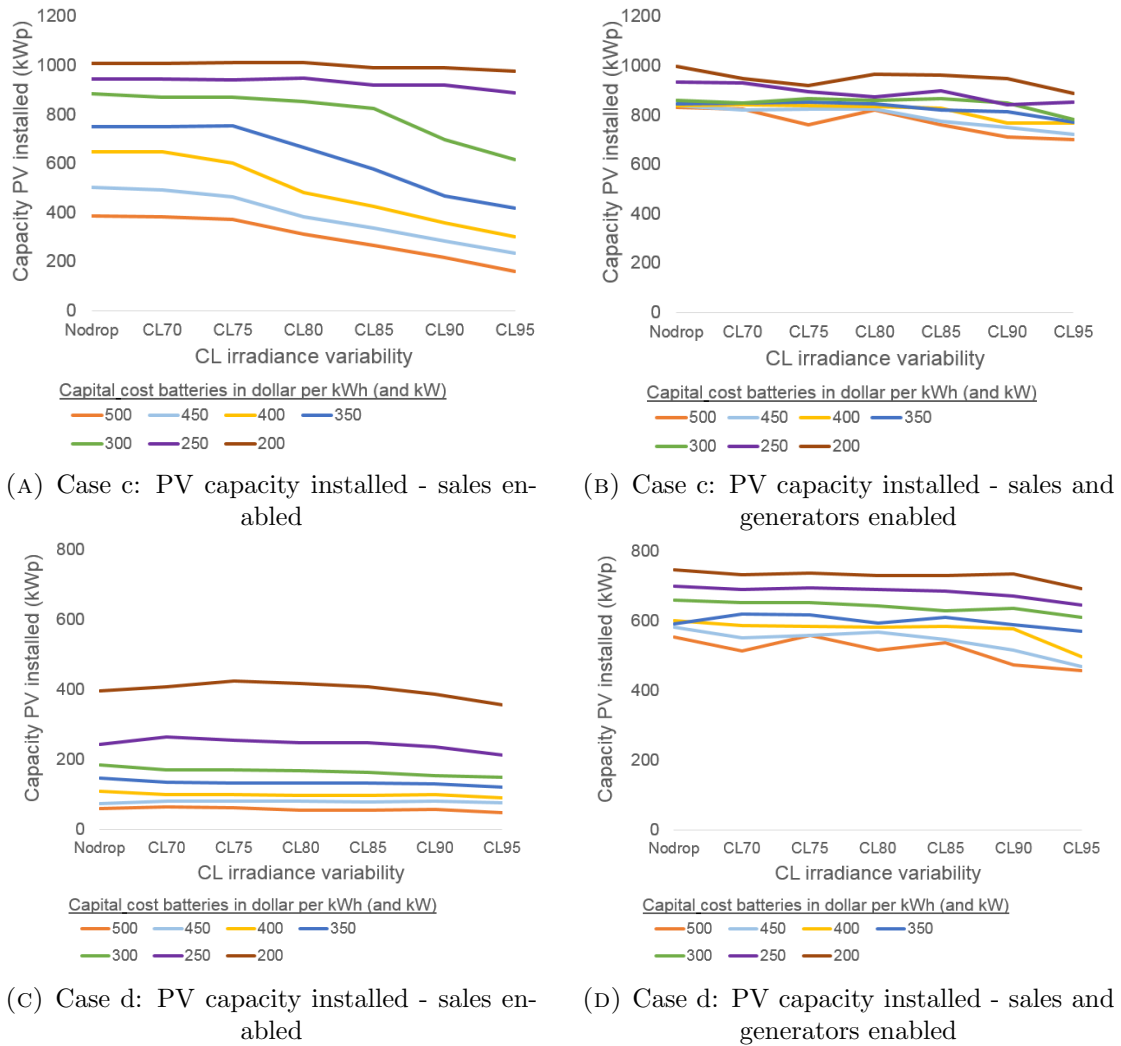 1200
1000
800
600
400
200
0
Capacity PV installed (kWp)
Nodrop CL70 CL75 CL80 CL85 CL90 CL95
CL irradiance variability
Capital cost batteries in dollar per kWh (and kW)
500 450 400 350
300 250 200
(A) Case c: PV capacity installed - sales en-
abled
1200
1000
800
600
400
200
0
Capacity PV installed (kWp)
Nodrop CL70 CL75 CL80 CL85 CL90 CL95
CL irradiance variability
Capital cost batteries in dollar per kWh (and kW)
500 450 400 350
300 250 200
(B) Case c: PV capacity installed - sales and
generators enabled
800
600
400
200
0
Capacity PV installed (kWp)
Nodrop CL70 CL75 CL80 CL85 CL90 CL95
CL irradiance variability
Capital cost batteries in dollar per kWh (and kW)
500 450 400 350
300 250 200
(C) Case d: PV capacity installed - sales en-
abled
800
600
400
200
0
Capacity PV installed (kWp)
Nodrop CL70 CL75 CL80 CL85 CL90 CL95
CL irradiance variability
Capital cost batteries in dollar per kWh (and kW)
500 450 400 350
300 250 200
(D) Case d: PV capacity installed - sales and
generators enabled